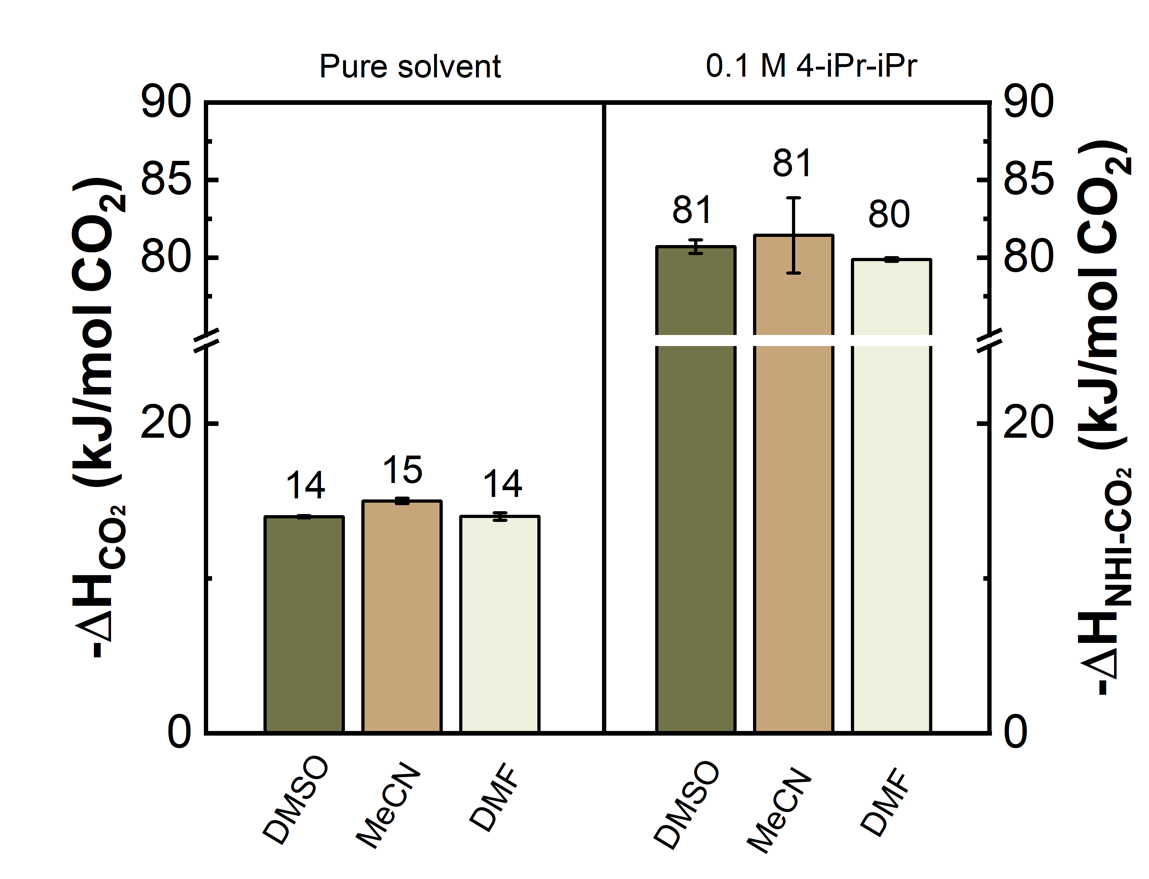 Pure solvent
0.1 M 4-iPr-iPr
90
85
80
20
0
-ΔH_CO₂ (kJ/mol CO₂)
14
15
14
81
81
80
90
85
80
20
0
-ΔH_NHI-CO₂ (kJ/mol CO₂)
DMSO
MeCN
DMF
DMSO
MeCN
DMF